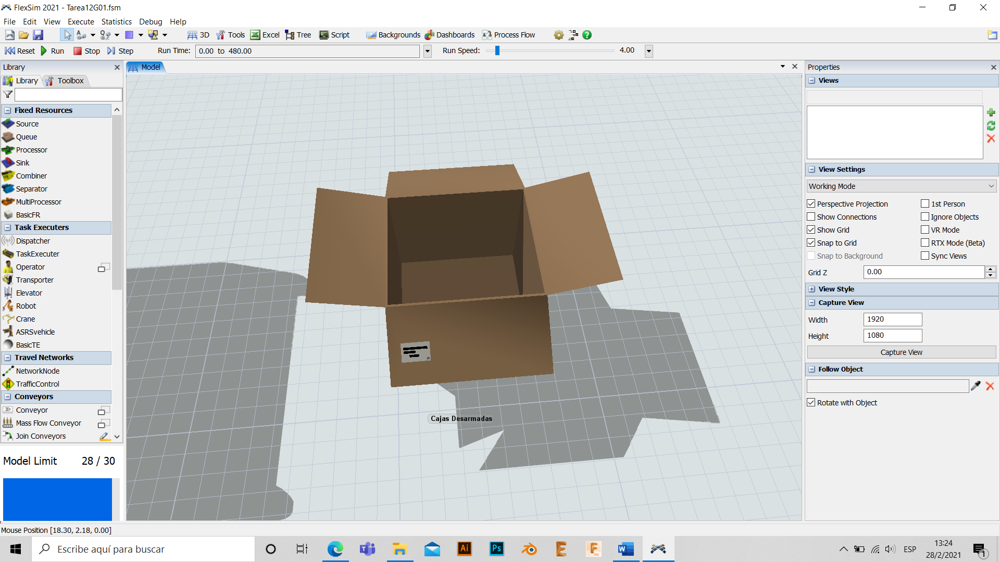 FlexSim 2021 - Tarea12G01.fsm
File Edit View Execute Statistics Debug Help
3D Tools Excel Tree Script Backgrounds Dashboards Process Flow
Reset Run Stop Step Run Time: 0.00 to 480.00 Run Speed: 4.00
Library
Library Toolbox
Fixed Resources
Source
Queue
Processor
Sink
Combiner
Separator
MultiProcessor
BasicFR
Task Executers
Dispatcher
TaskExecuter
Operator
Transporter
Elevator
Robot
Crane
ASRSvehicle
BasicTE
Travel Networks
NetworkNode
TrafficControl
Conveyors
Conveyor
Mass Flow Conveyor
Join Conveyors
Model Limit 28 / 30
Model
Cajas Desarmadas
Properties
Views
View Settings
Working Mode
Perspective Projection 1st Person
Show Connections Ignore Objects
Show Grid VR Mode
Snap to Grid RTX Mode (Beta)
Snap to Background Sync Views
Grid Z 0.00
View Style
Capture View
Width 1920
Height 1080
Capture View
Follow Object
Rotate with Object
Mouse Position [18.30, 2.18, 0.00]
Escribe aquí para buscar
Ai Ps
ESP
13:24
28/2/2021
1